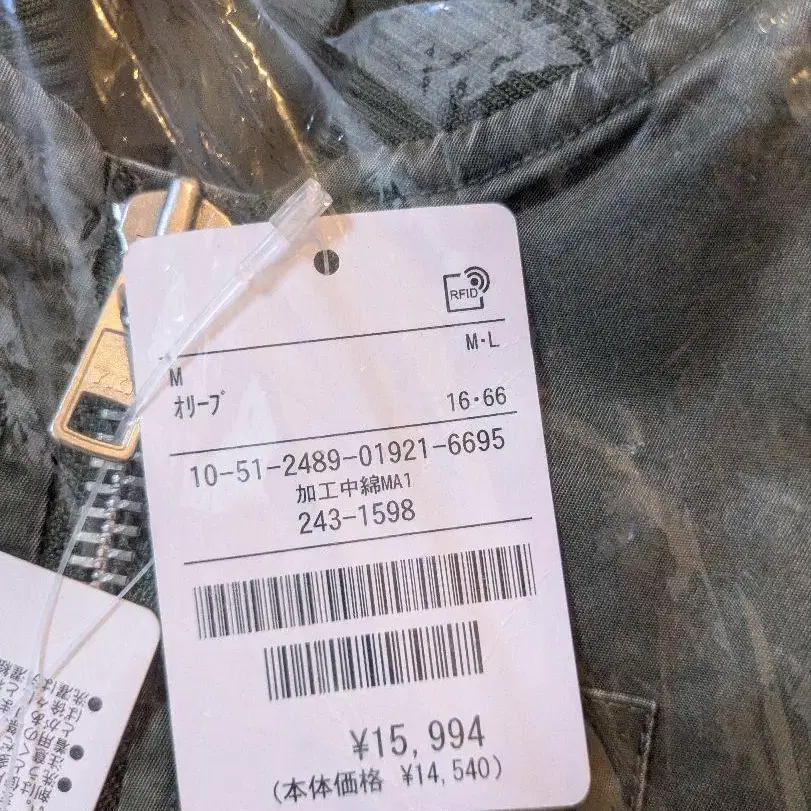 RFID
M·L
M
ｵﾘｰﾌﾞ 16·66
10-51-2489-01921-6695
加工中綿MA1
243-1598
¥15,994
(本体価格 ¥14,540)